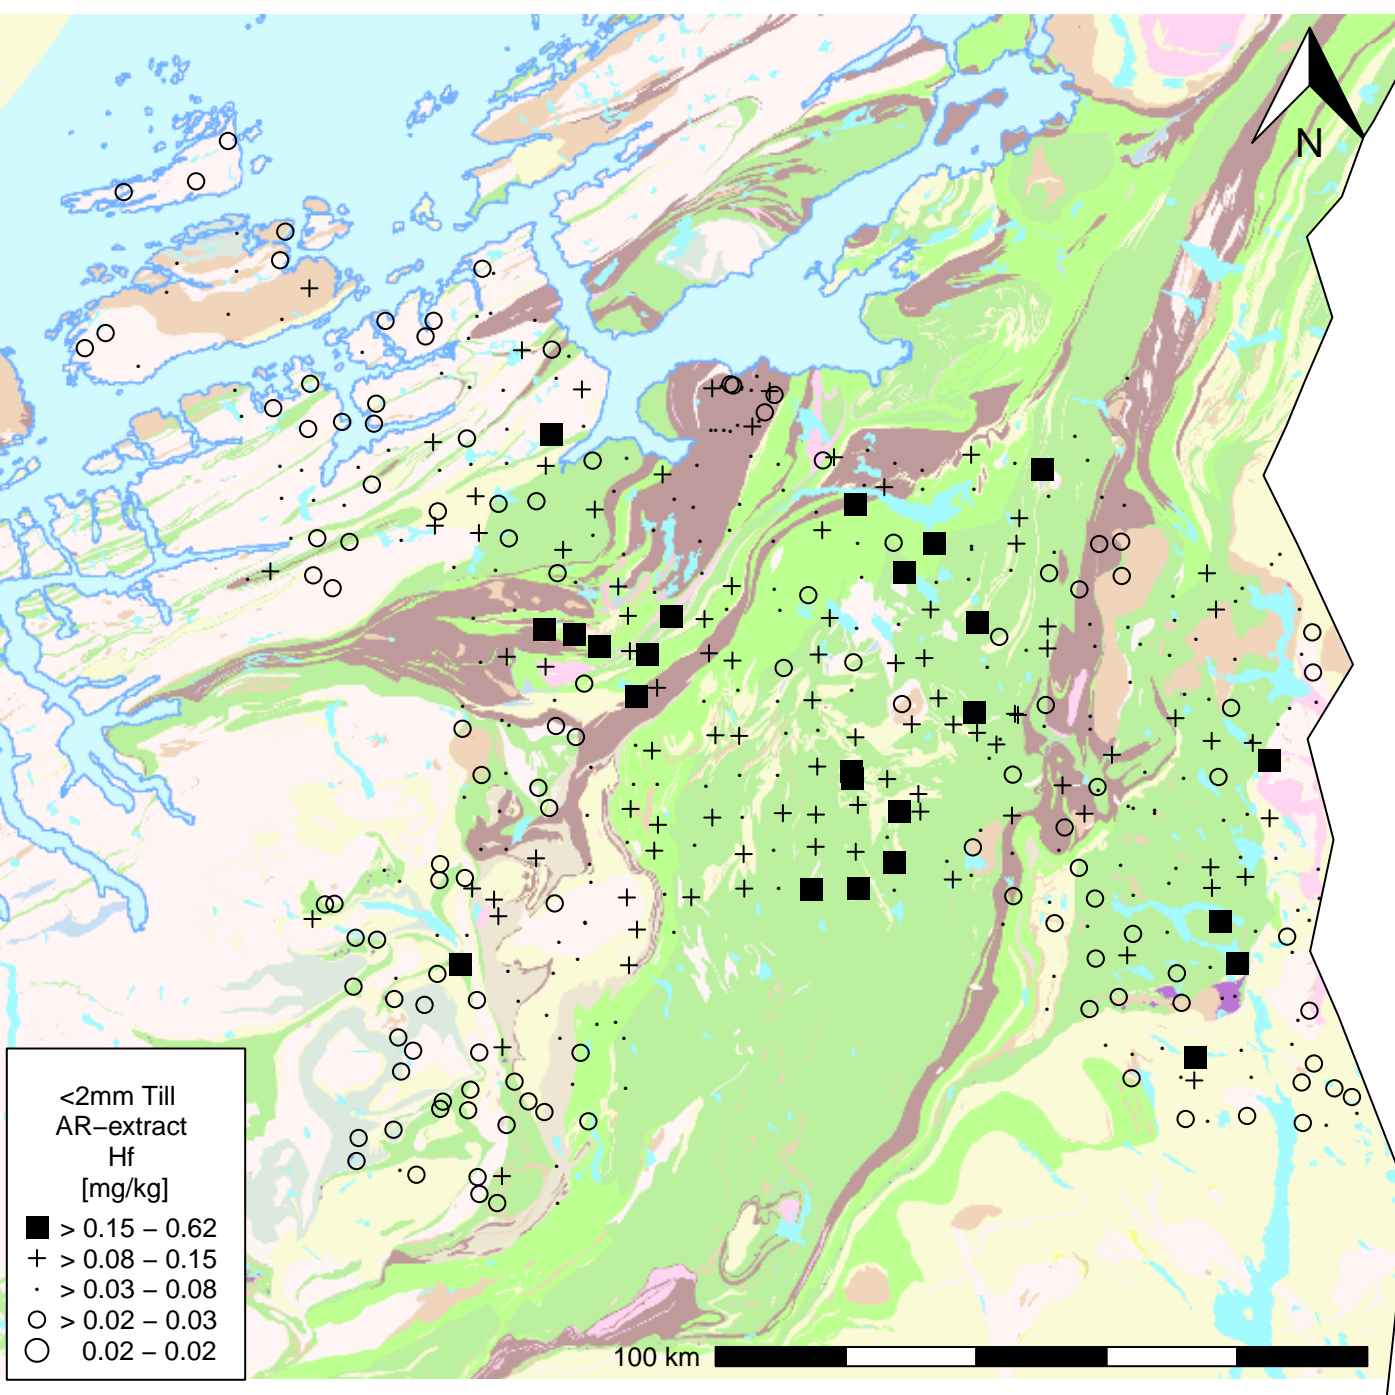 N
<2mm Till
AR−extract
Hf
[mg/kg]
> 0.15 − 0.62
> 0.08 − 0.15
> 0.03 − 0.08
> 0.02 − 0.03
0.02 − 0.02
100 km